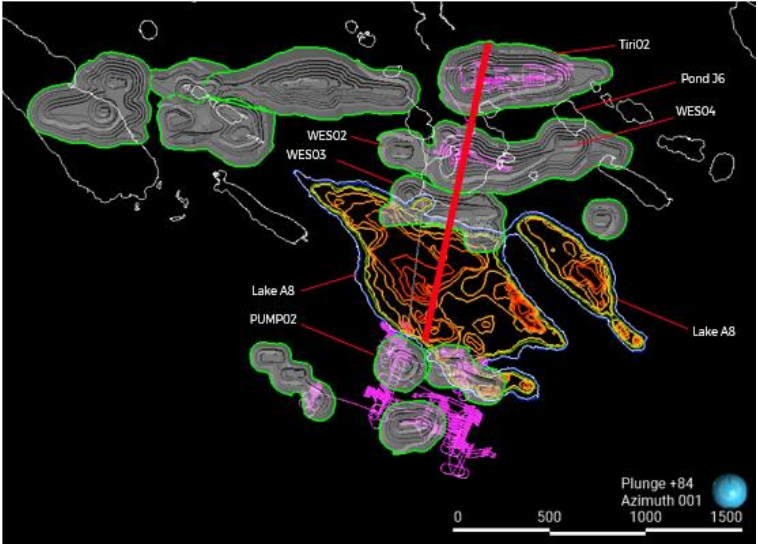 Tiri02
Pond J6
WES04
WES02
WES03
Lake A8
PUMP02
Lake A8
Plunge +84
Azimuth 001
0 500 1000 1500